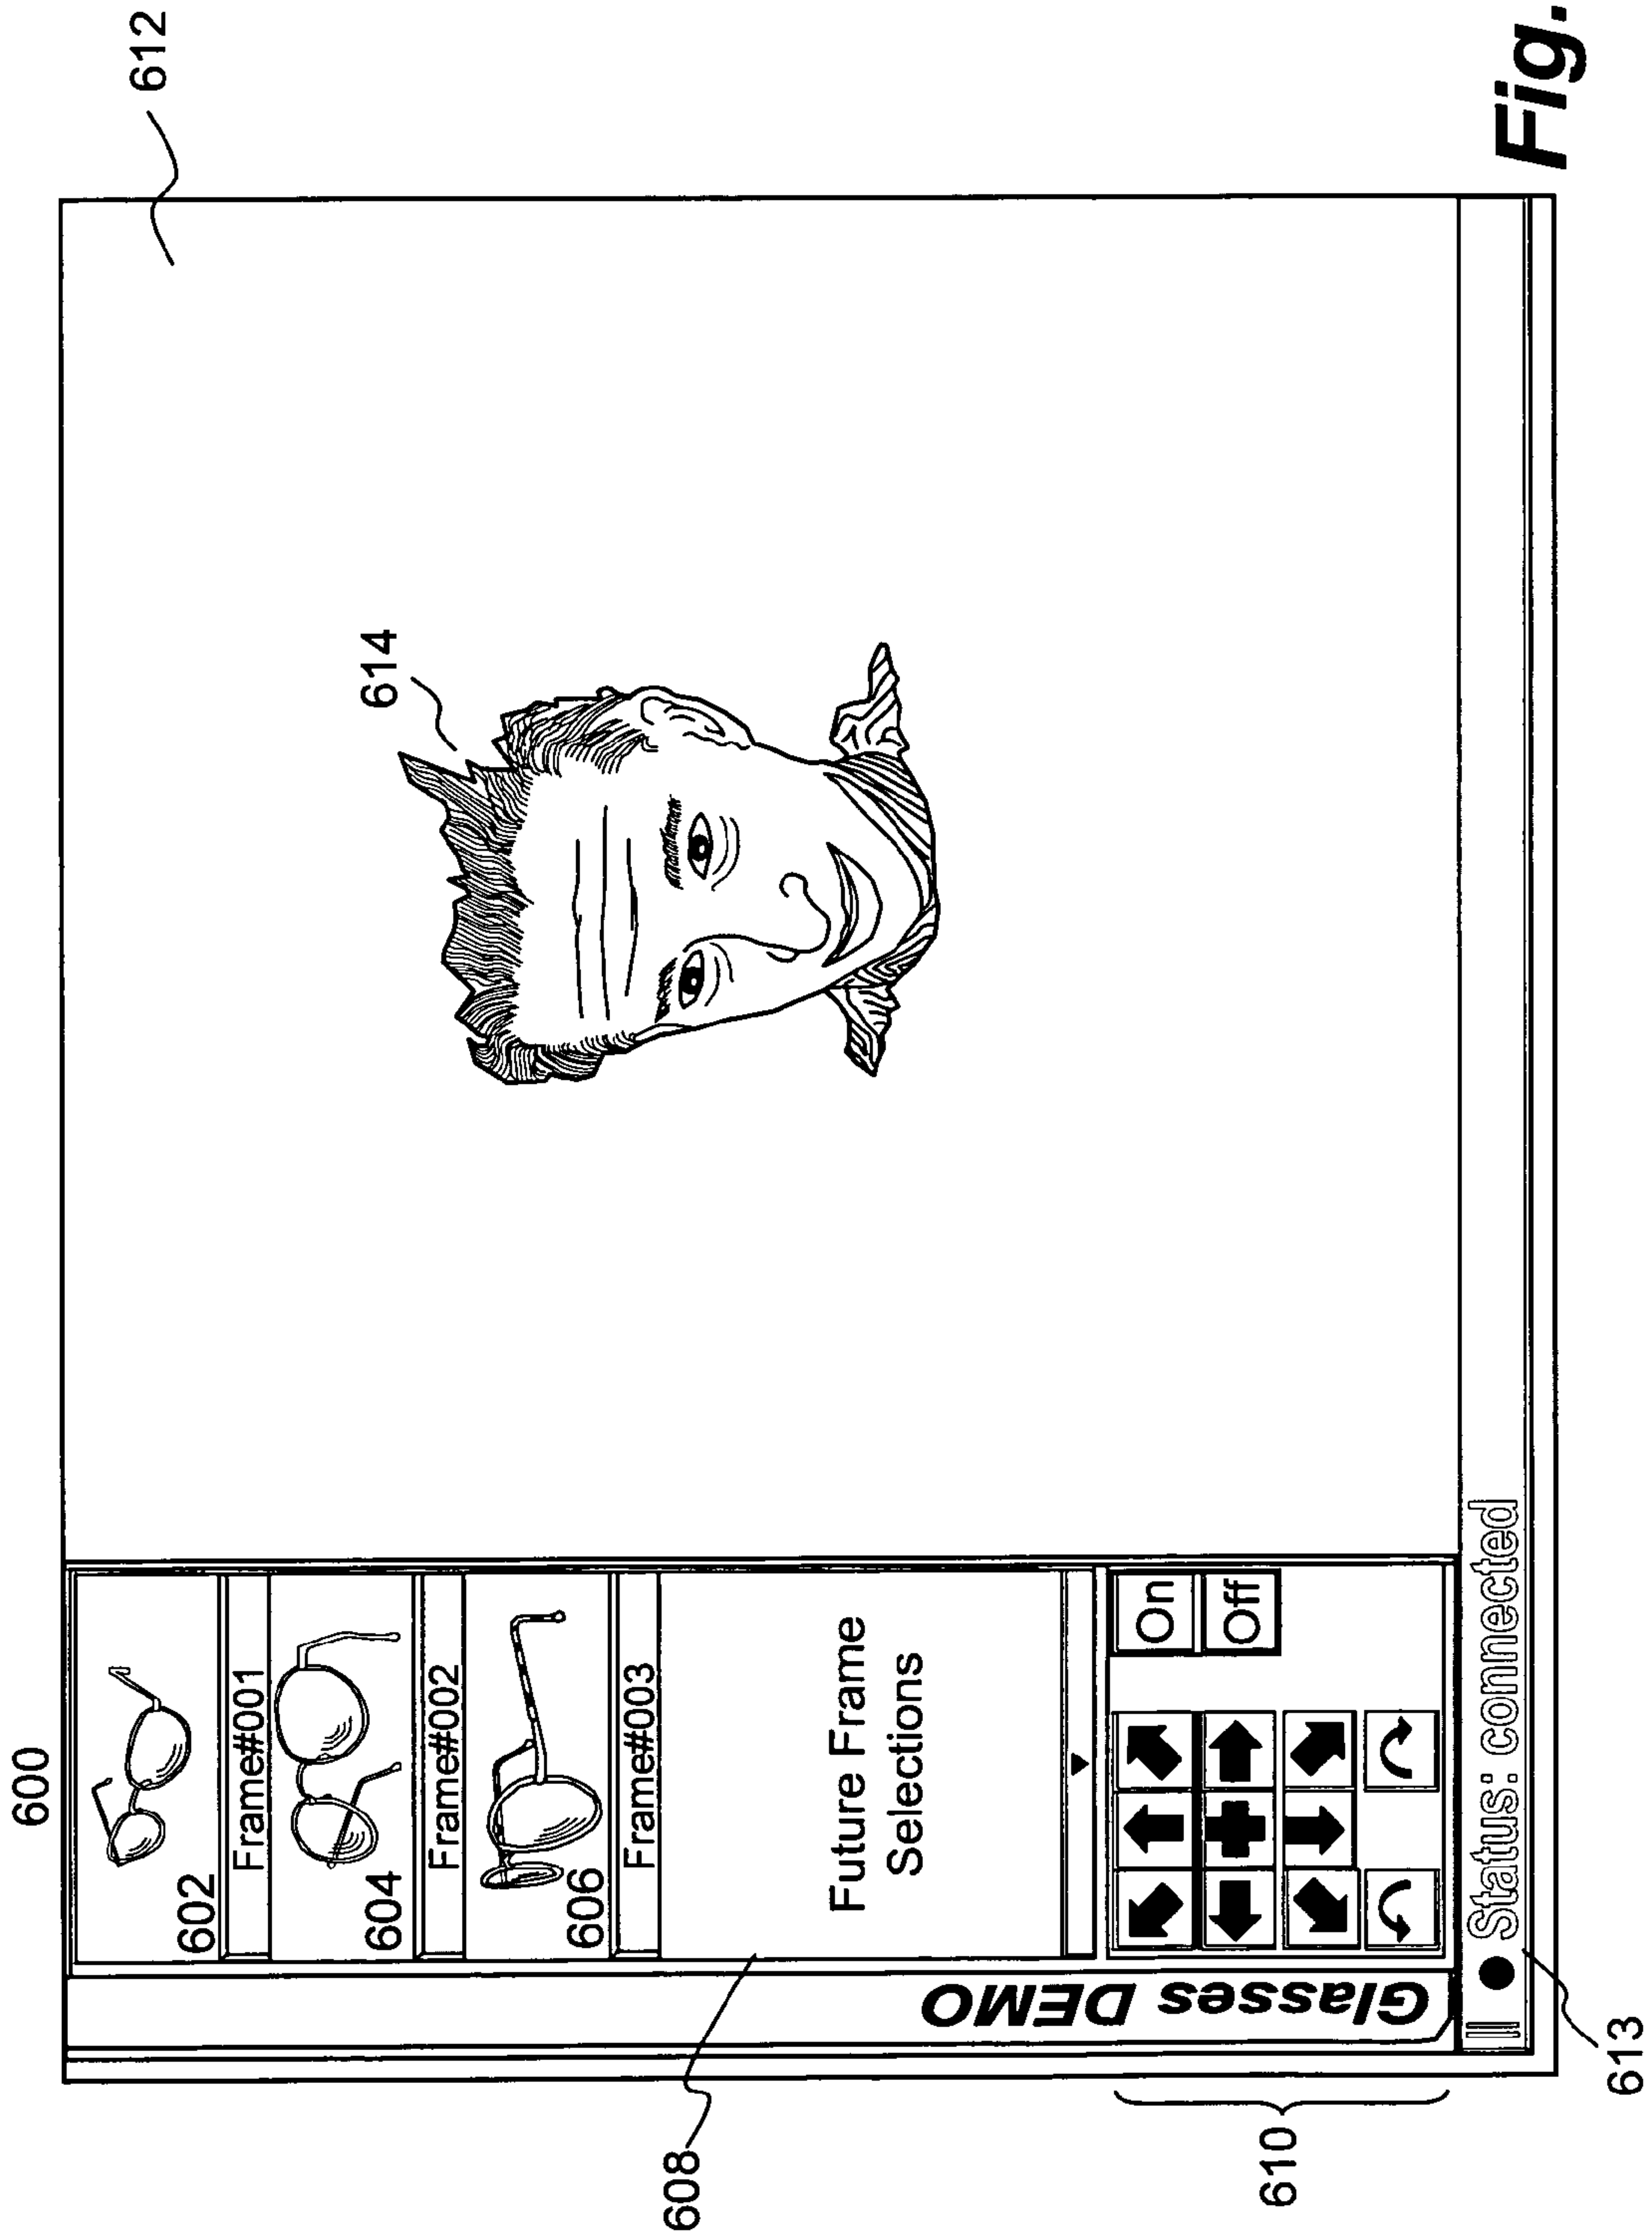 600
602
Frame#001
604
Frame#002
606
Frame#003
608
Future Frame
Selections
Glasses DEMO
On
Off
610
612
614
Status: connected
613
Fig.